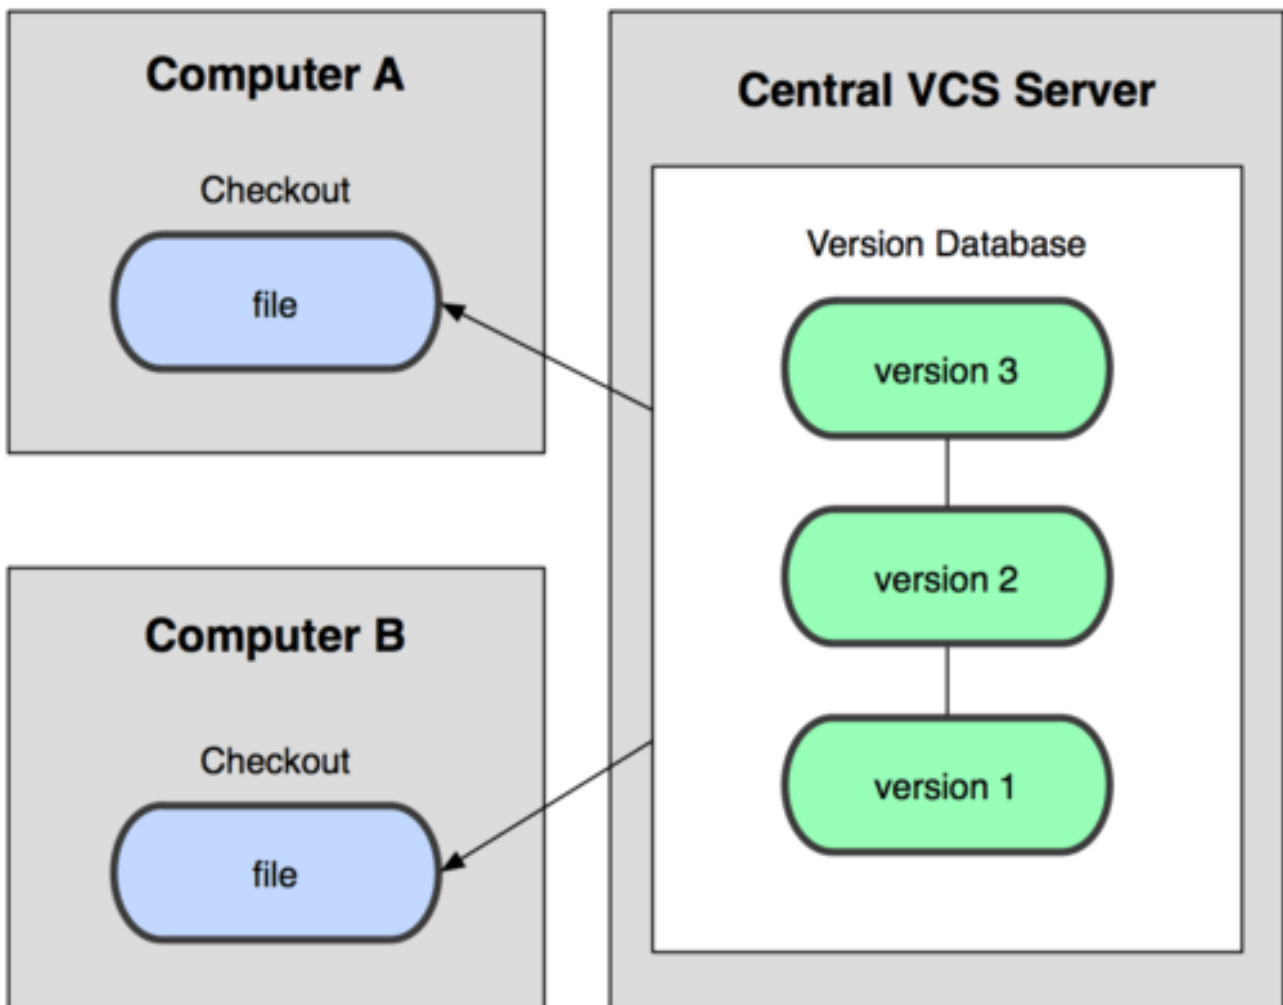 Computer A
Checkout
file
Computer B
Checkout
file
Central VCS Server
Version Database
version 3
version 2
version 1